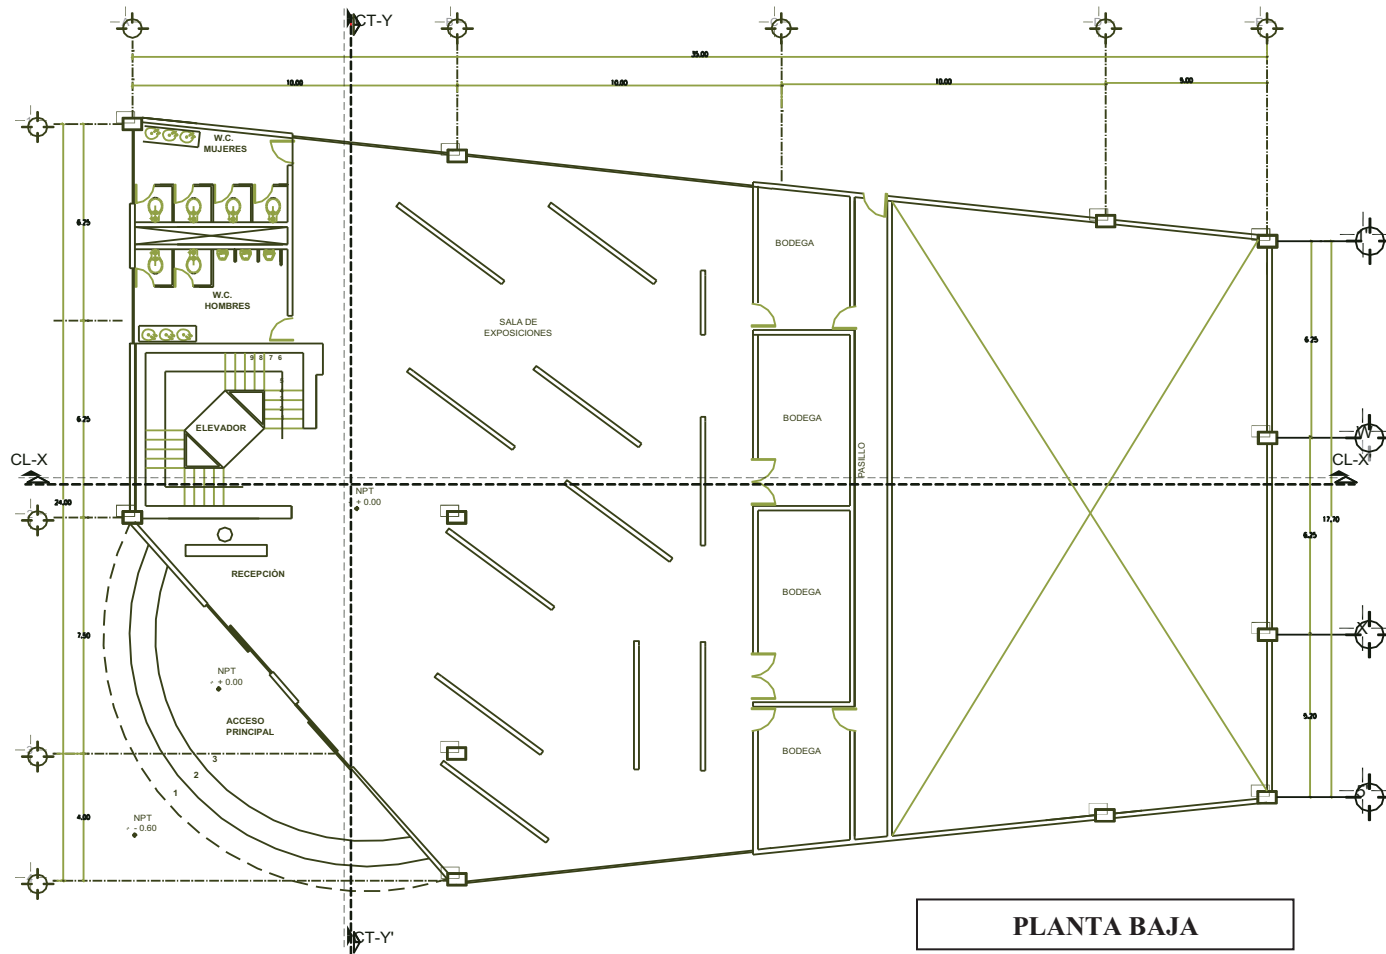 CT-Y
35.00
10.00
10.00
10.00
5.00
W.C.
MUJERES
6.25
BODEGA
W.C.
HOMBRES
SALA DE
EXPOSICIONES
6.25
9 8 7 6
6.25
ELEVADOR
BODEGA
CL-X
PASILLO
CL-X'
NPT
+ 0.00
24.00
17.70
6.25
RECEPCIÓN
BODEGA
7.50
NPT
+ 0.00
ACCESO
PRINCIPAL
5.20
BODEGA
3
2
1
NPT
- 0.60
4.00
CT-Y'
PLANTA BAJA